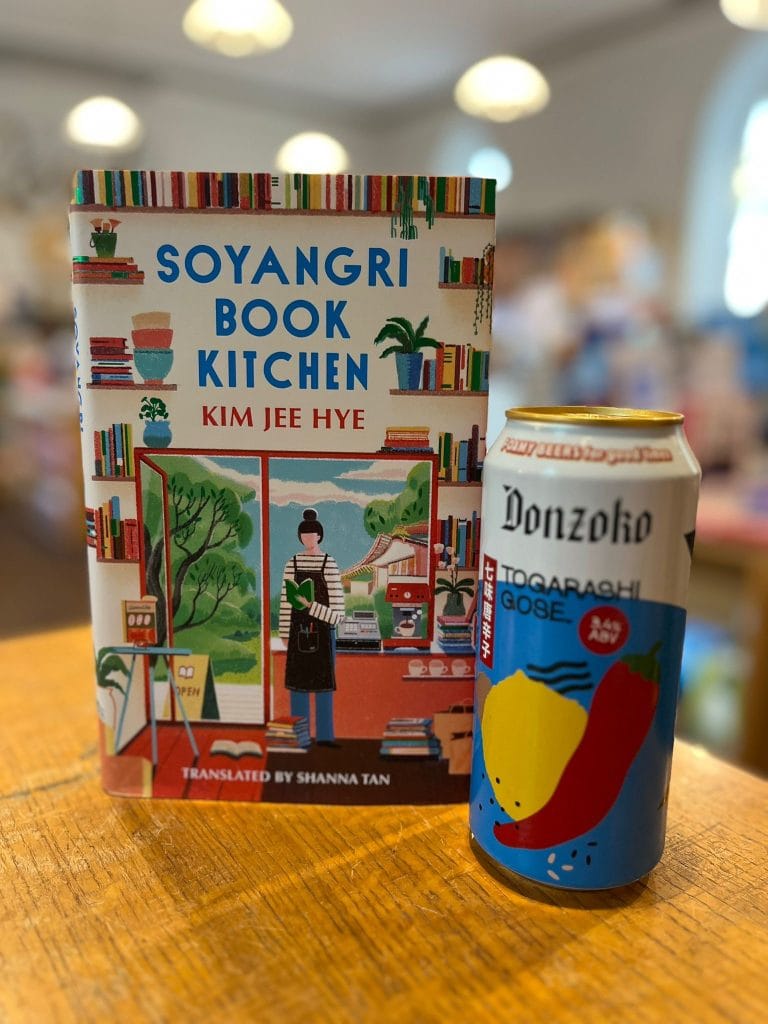 SOYANGRI
BOOK
KITCHEN
KIM JEE HYE
OPEN
TRANSLATED BY SHANNA TAN
FOAMY BEERS for good times
Donzoko
TOGARASHI
GOSE
3.4%
ABV
七味唐辛子